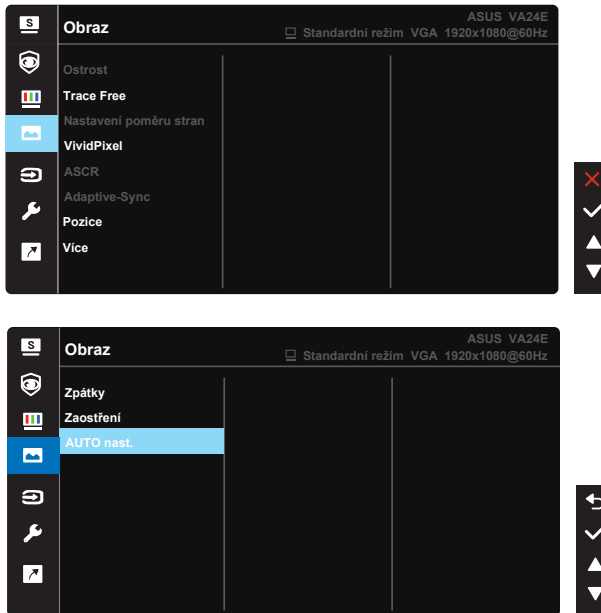 S
Obraz
ASUS VA24E
Standardní režim VGA 1920x1080@60Hz
Ostrost
Trace Free
Nastavení poměru stran
VividPixel
ASCR
Adaptive-Sync
Pozice
Více
S
Obraz
ASUS VA24E
Standardní režim VGA 1920x1080@60Hz
Zpátky
Zaostření
AUTO nast.